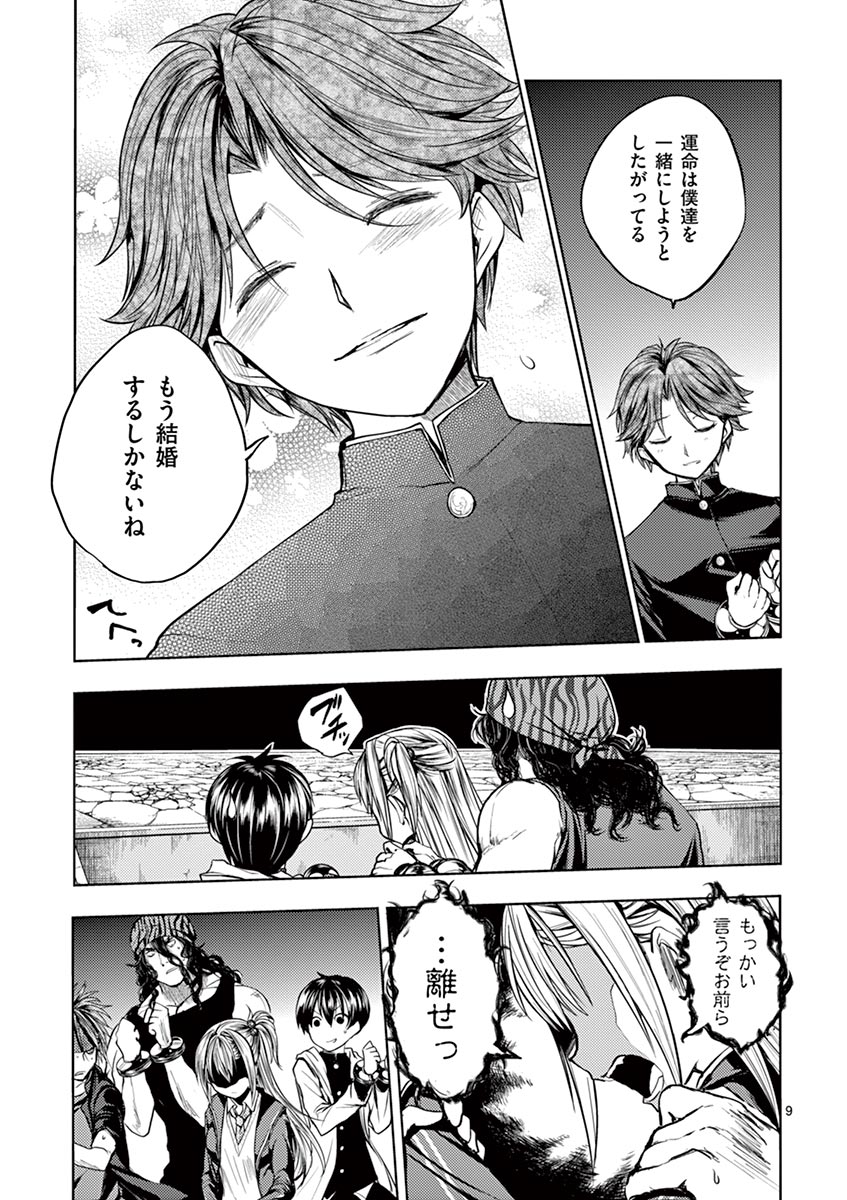 運命は僕達を
一緒にしようと
したがってる
もう結婚
するしかないね
へへっ
ブチッ
もっかい
言うぞお前ら
…離せっ
9